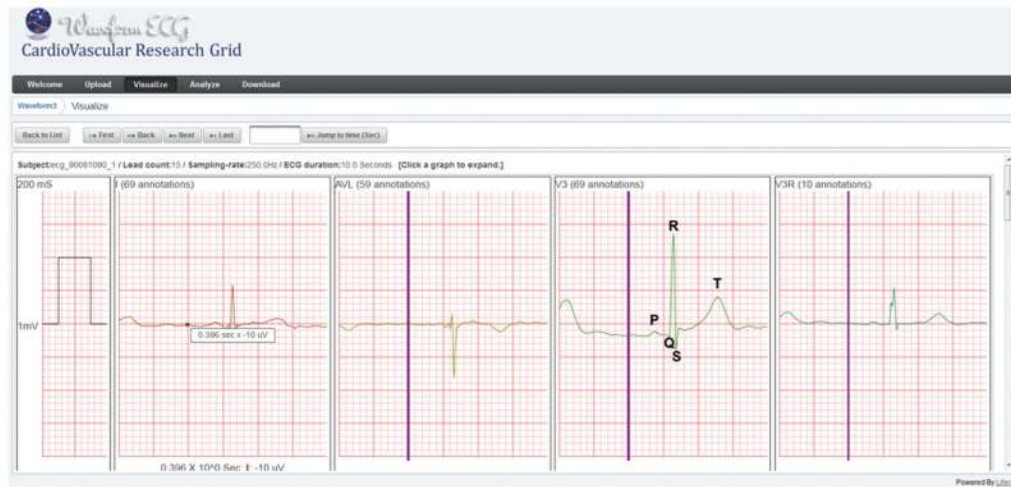 Waveform ECG
CardioVascular Research Grid
Welcome Upload Visualize Analyze Download
Waveform3 Visualize
Back to List First Back Next Last Jump to time (Sec)
Subject:ecg_90081090_1 / Lead count:15 / Sampling-rate:250.0Hz / ECG duration:10.0 Seconds [Click a graph to expand.]
200 mS I (69 annotations) AVL (59 annotations) V3 (69 annotations) V3R (10 annotations)
R
T
P
1mV
0.396 sec x -10 uV
Q
S
0.396 X 10^0 Sec: I: -10 uV
Powered By